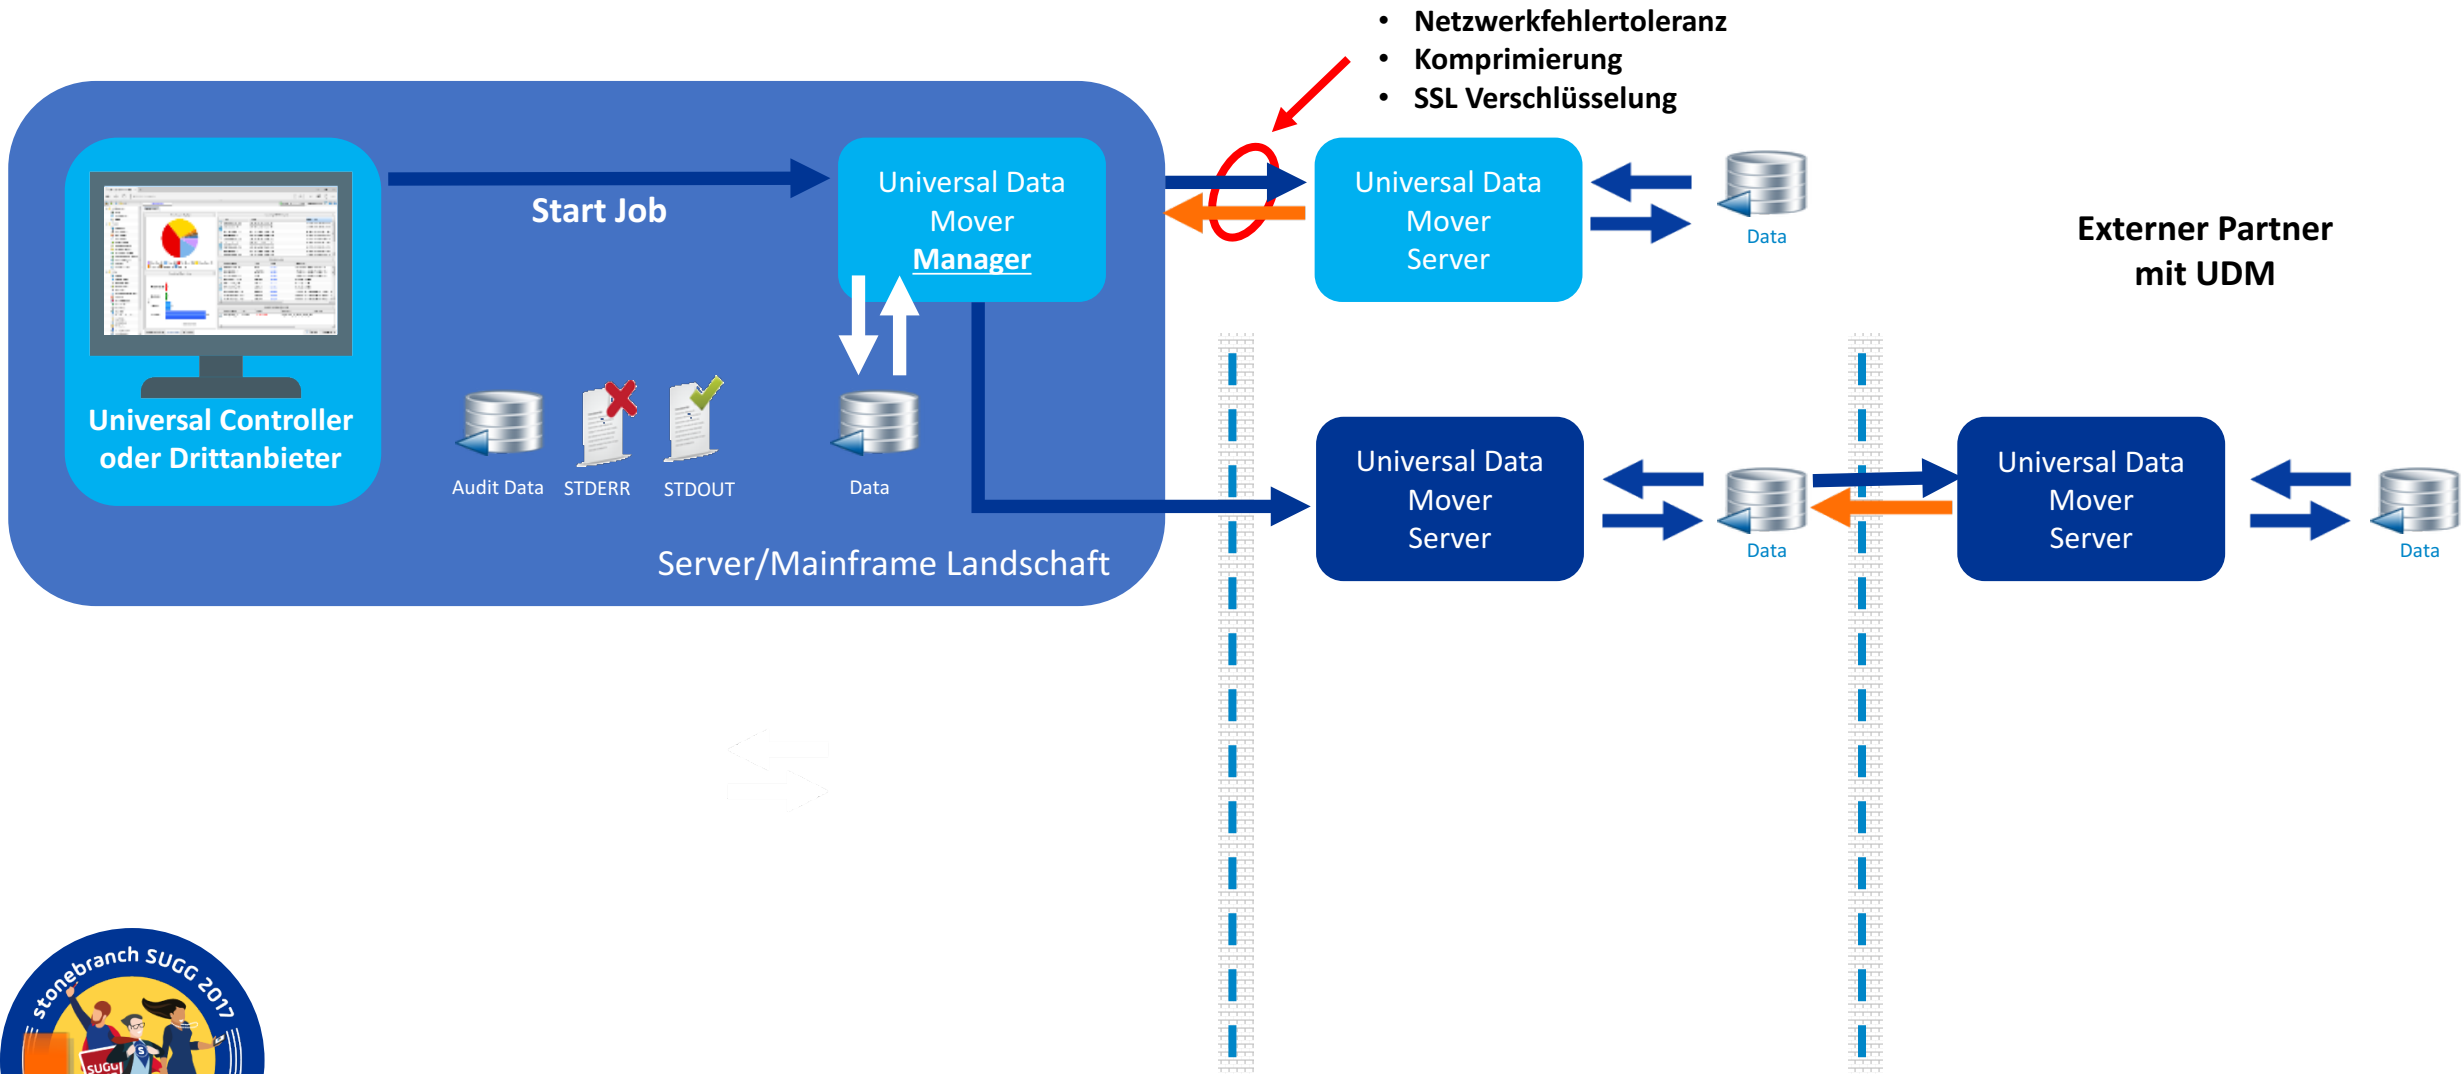 • Netzwerkfehlertoleranz
• Komprimierung
• SSL Verschlüsselung
Start Job
Universal Data
Mover
Manager
Universal Data
Mover
Server
Data
Externer Partner
mit UDM
Universal Controller
oder Drittanbieter
Audit Data
STDERR
STDOUT
Data
Server/Mainframe Landschaft
Universal Data
Mover
Server
Data
Universal Data
Mover
Server
Data
stonebranch SUGG 2017
S
SUGG